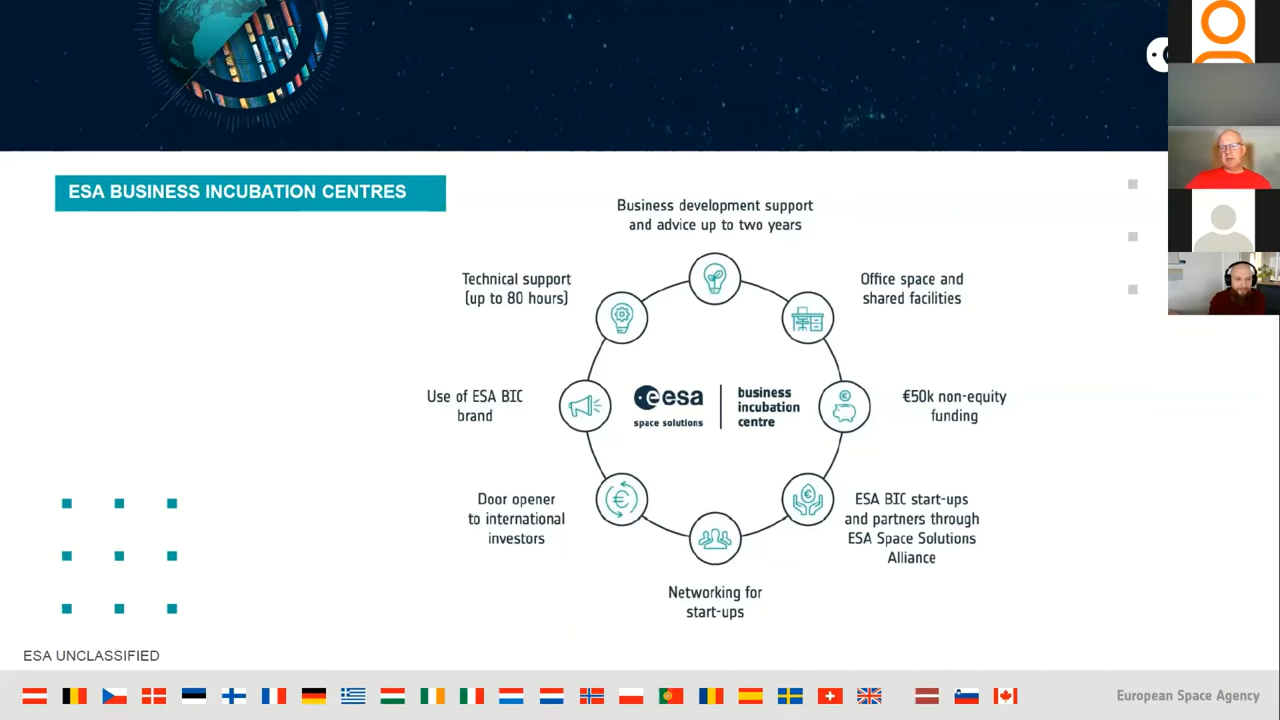 ESA BUSINESS INCUBATION CENTRES
Business development support
and advice up to two years
Technical support
(up to 80 hours)
Office space and
shared facilities
Use of ESA BIC
brand
esa
space solutions
business
incubation
centre
€50k non-equity
funding
Door opener
to international
investors
ESA BIC start-ups
and partners through
ESA Space Solutions
Alliance
Networking for
start-ups
ESA UNCLASSIFIED
European Space Agency